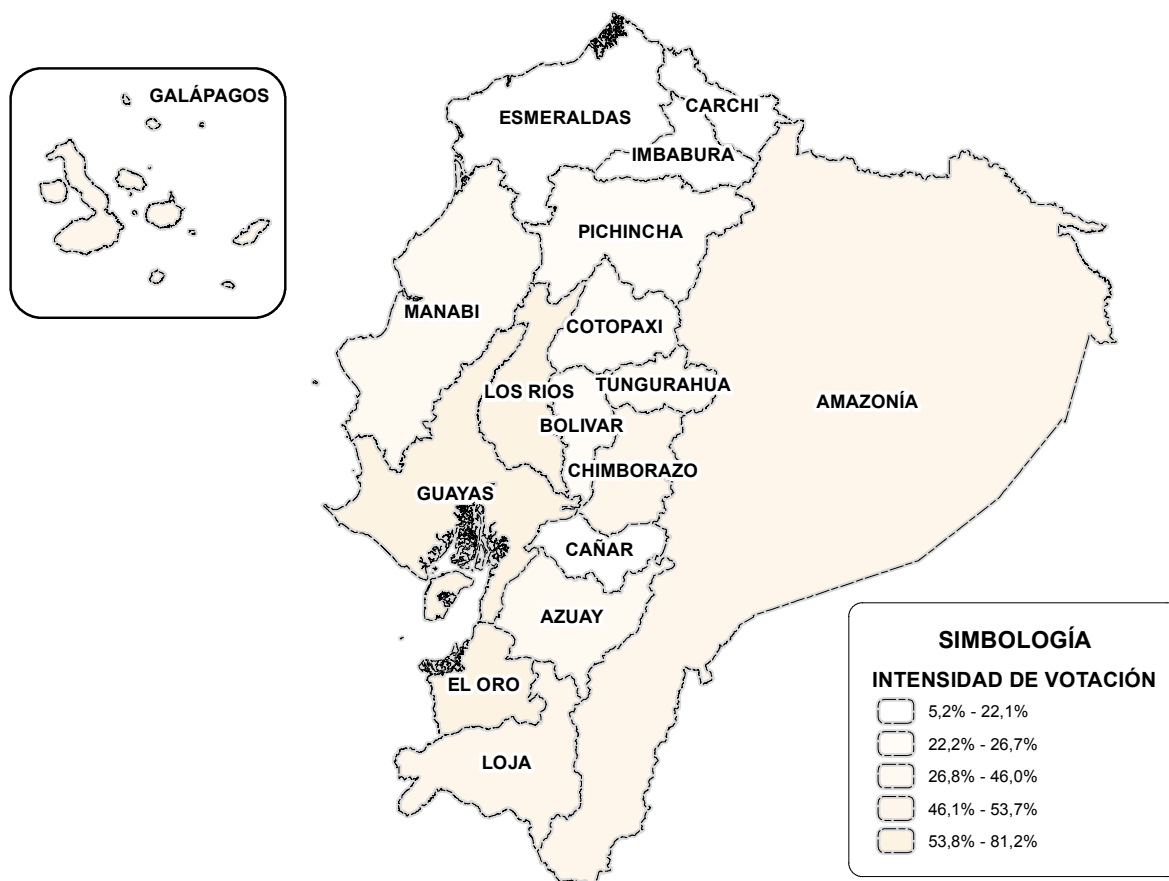 GALÁPAGOS
ESMERALDAS
CARCHI
IMBABURA
PICHINCHA
MANABI
COTOPAXI
LOS RIOS
TUNGURAHUA
BOLIVAR
AMAZONÍA
CHIMBORAZO
GUAYAS
CAÑAR
AZUAY
EL ORO
LOJA
SIMBOLOGÍA
INTENSIDAD DE VOTACIÓN
5,2% - 22,1%
22,2% - 26,7%
26,8% - 46,0%
46,1% - 53,7%
53,8% - 81,2%